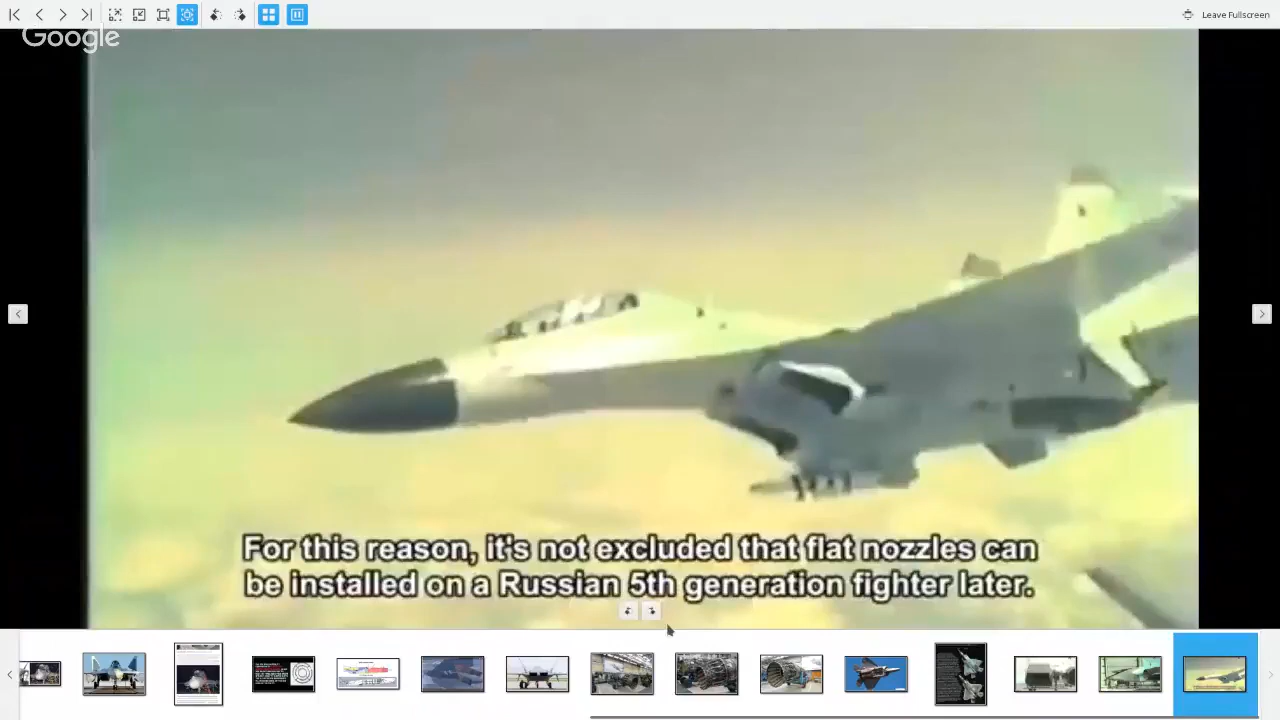 Leave Fullscreen
Google
For this reason, it's not excluded that flat nozzles can
be installed on a Russian 5th generation fighter later.